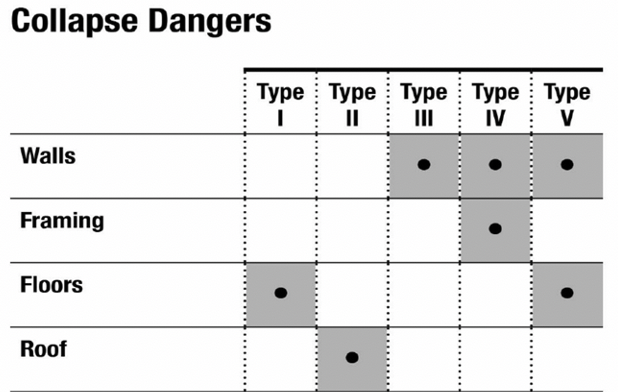 Collapse Dangers
Type Type Type Type Type
I II III IV V
Walls ● ● ●
Framing ●
Floors ● ●
Roof ●